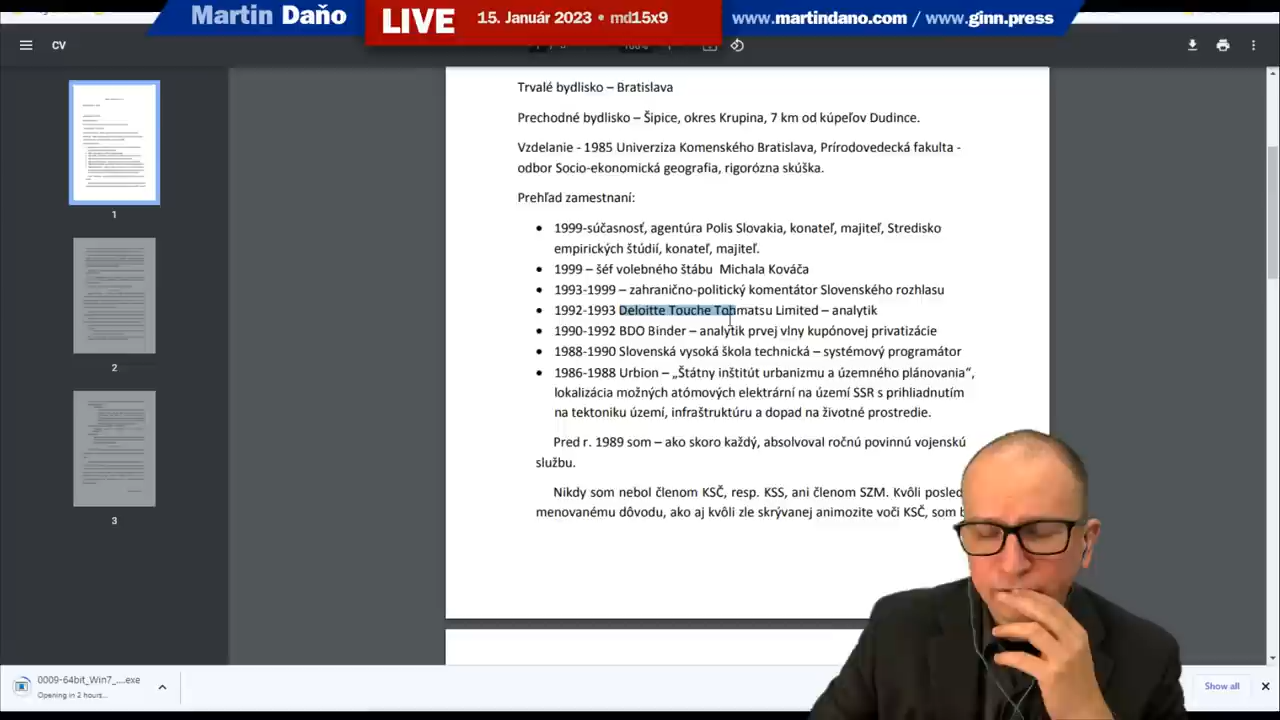 Martin Daňo
LIVE
15. Január 2023 • md15x9
www.martindano.com / www.ginn.press
CV
Trvalé bydlisko – Bratislava
Prechodné bydlisko – Šipice, okres Krupina, 7 km od kúpeľov Dudince.
Vzdelanie - 1985 Univerziza Komenského Bratislava, Prírodovedecká fakulta -
odbor Socio-ekonomická geografia, rigorózna skúška.
Prehľad zamestnaní:
• 1999-súčasnosť, agentúra Polis Slovakia, konateľ, majiteľ, Stredisko
empirických štúdií, konateľ, majiteľ.
• 1999 – šéf volebného štábu Michala Kováča
• 1993-1999 – zahranično-politický komentátor Slovenského rozhlasu
• 1992-1993 Deloitte Touche Tohmatsu Limited – analytik
• 1990-1992 BDO Binder – analytik prvej vlny kupónovej privatizácie
• 1988-1990 Slovenská vysoká škola technická – systémový programátor
• 1986-1988 Urbion – „Štátny inštitút urbanizmu a územného plánovania“,
lokalizácia možných atómových elektrární na území SSR s prihliadnutím
na tektoniku území, infraštruktúru a dopad na životné prostredie.
Pred r. 1989 som – ako skoro každý, absolvoval ročnú povinnú vojenskú
službu.
Nikdy som nebol členom KSČ, resp. KSS, ani členom SZM. Kvôli posled
menovanému dôvodu, ako aj kvôli zle skrývanej animozite voči KSČ, som
1
2
3
0009-64bit_Win7_....exe
Opening in 2 hours...
Show all